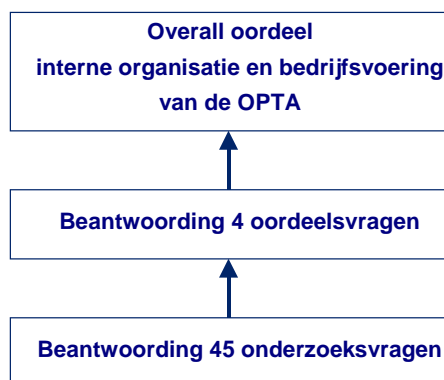 Overall oordeel
interne organisatie en bedrijfsvoering
van de OPTA
Beantwoording 4 oordeelsvragen
Beantwoording 45 onderzoeksvragen